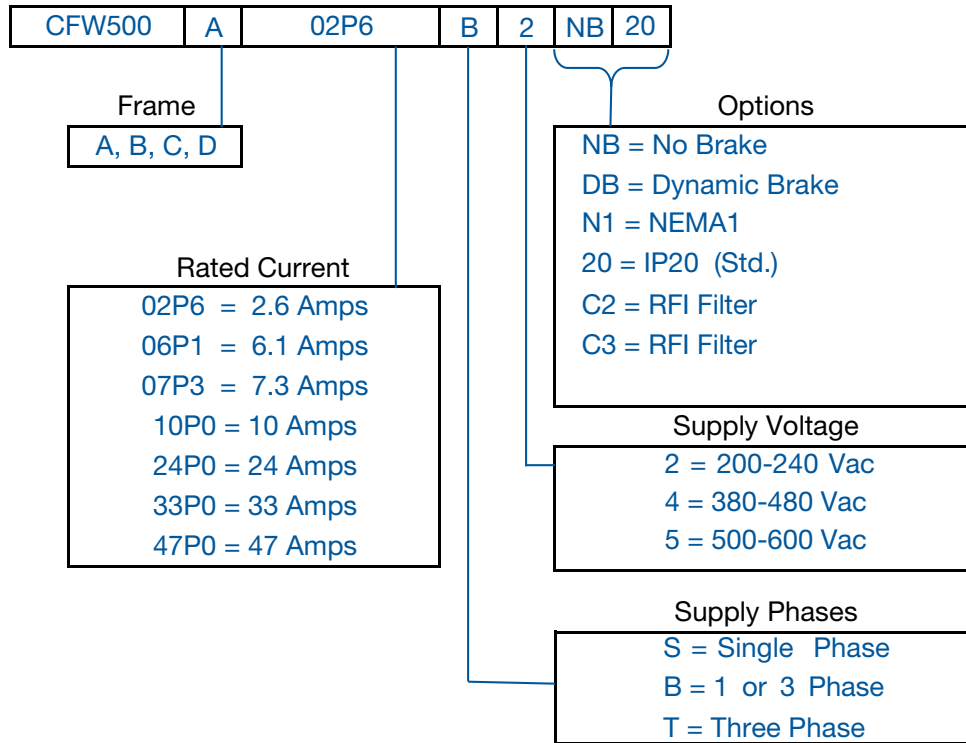 CFW500 A 02P6 B 2 NB 20
Frame
A, B, C, D
Rated Current
02P6 = 2.6 Amps
06P1 = 6.1 Amps
07P3 = 7.3 Amps
10P0 = 10 Amps
24P0 = 24 Amps
33P0 = 33 Amps
47P0 = 47 Amps
Options
NB = No Brake
DB = Dynamic Brake
N1 = NEMA1
20 = IP20 (Std.)
C2 = RFI Filter
C3 = RFI Filter
Supply Voltage
2 = 200-240 Vac
4 = 380-480 Vac
5 = 500-600 Vac
Supply Phases
S = Single Phase
B = 1 or 3 Phase
T = Three Phase